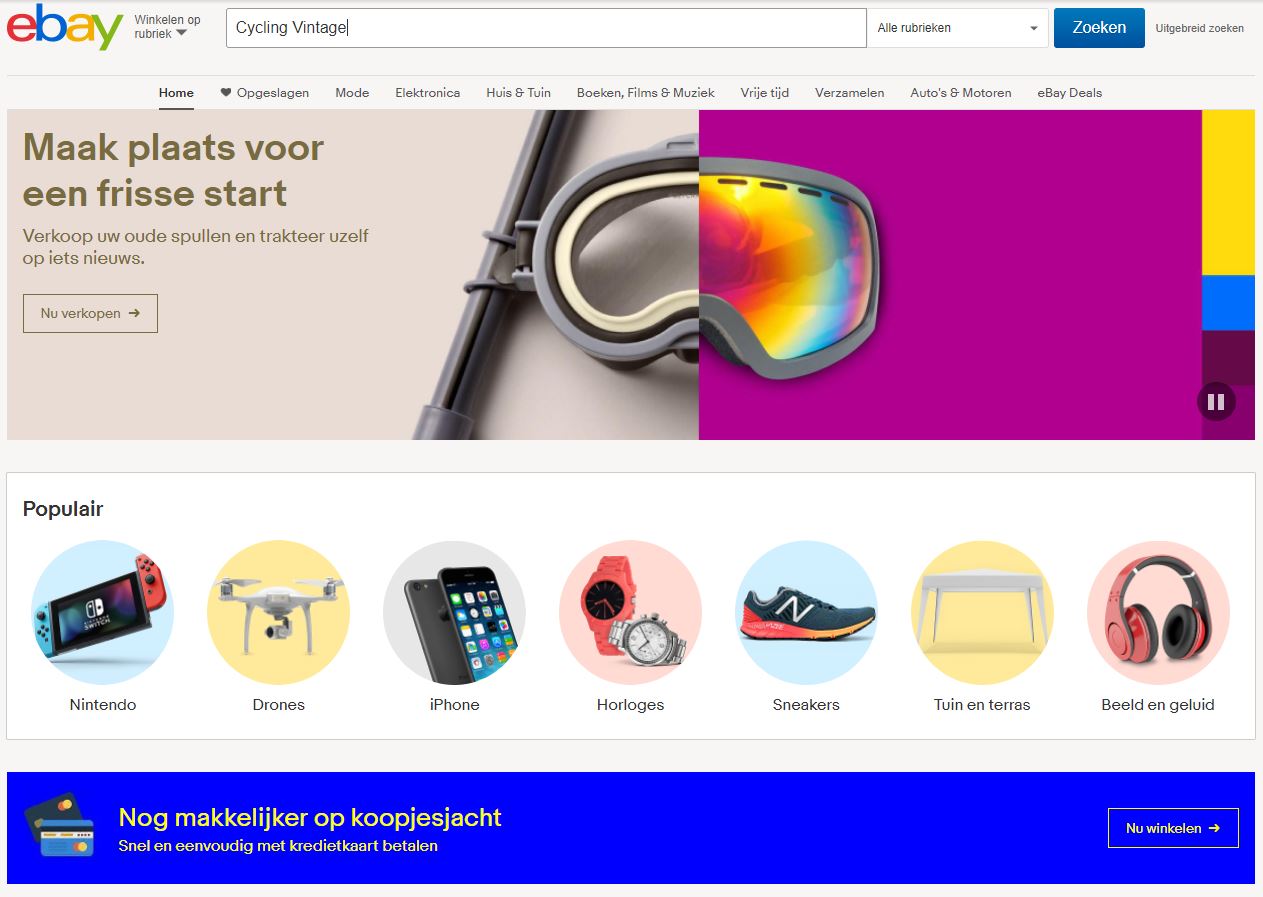 ebay
Winkelen op
rubriek
Cycling Vintage
Alle rubrieken
Zoeken
Uitgebreid zoeken
Home
Opgeslagen
Mode
Elektronica
Huis & Tuin
Boeken, Films & Muziek
Vrije tijd
Verzamelen
Auto's & Motoren
eBay Deals
Maak plaats voor
een frisse start
Verkoop uw oude spullen en trakteer uzelf
op iets nieuws.
Nu verkopen →
Populair
NINTENDO
SWITCH
Nintendo
Drones
iPhone
Horloges
Sneakers
Tuin en terras
Beeld en geluid
Nog makkelijker op koopjesjacht
Snel en eenvoudig met kredietkaart betalen
Nu winkelen →